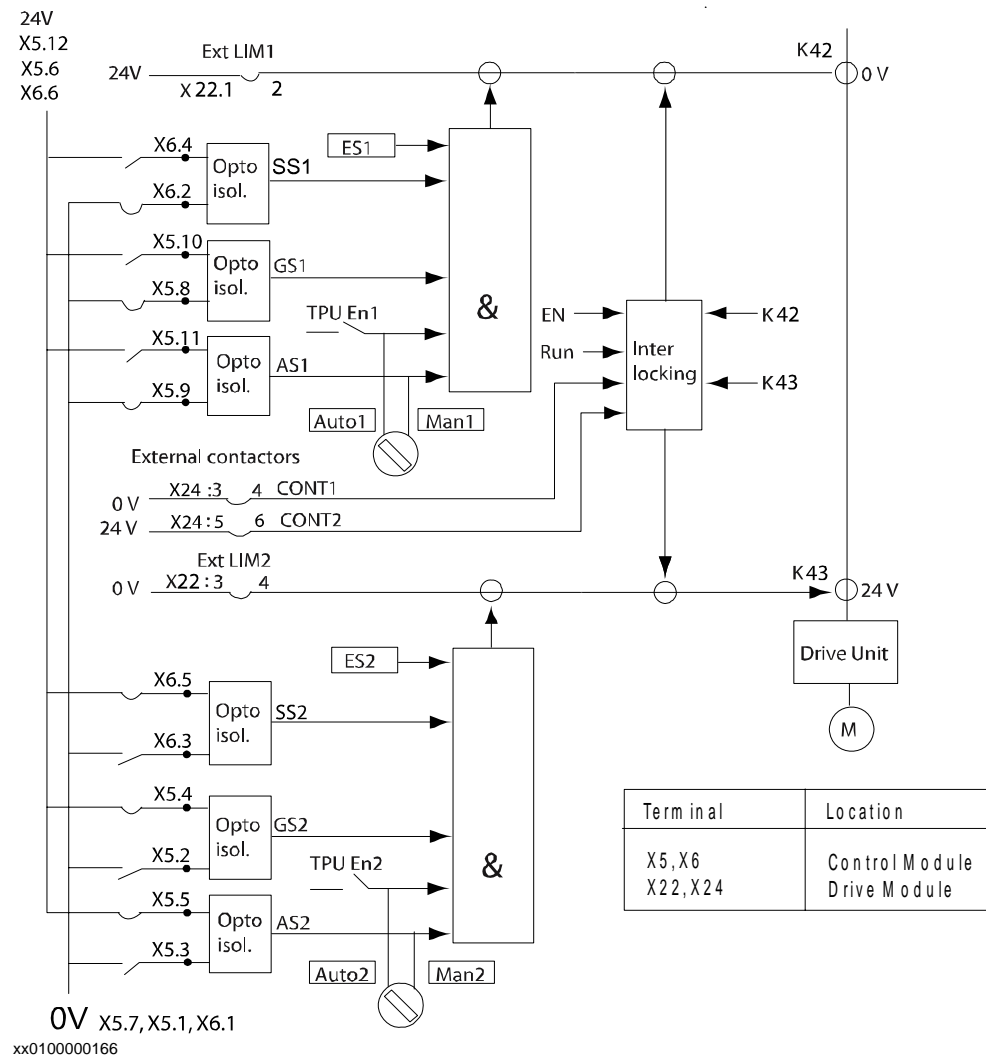 24V
X5.12
X5.6
X6.6
Ext LIM1
24V
X 22.1 2
K42
0 V
X6.4
Opto
isol.
SS1
ES1
X6.2
X5.10
Opto
isol.
GS1
X5.8
TPU En1
&
X5.11
Opto
isol.
AS1
X5.9
Auto1
Man1
EN
Run
Inter
locking
K42
K43
External contactors
0 V X24 :3 4 CONT1
24 V X24 : 5 6 CONT2
Ext LIM2
0 V X22 : 3 4
K43
24 V
Drive Unit
M
ES2
X6.5
Opto
isol.
SS2
X6.3
X5.4
Opto
isol.
GS2
X5.2
TPU En2
&
X5.5
Opto
isol.
AS2
X5.3
Auto2
Man2
Terminal Location
X5,X6 Control Module
X22,X24 Drive Module
0V X5.7, X5.1, X6.1
xx0100000166